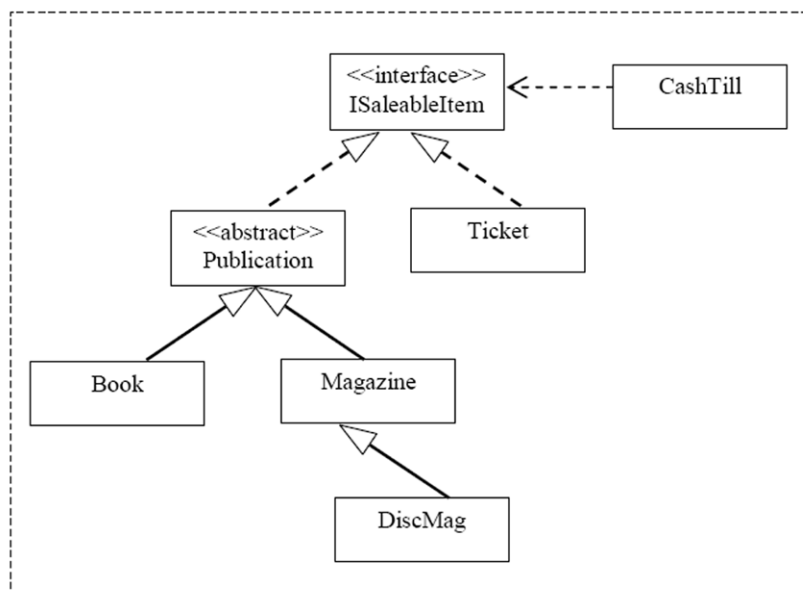 <<interface>>
ISaleableItem
CashTill
<<abstract>>
Publication
Ticket
Book
Magazine
DiscMag